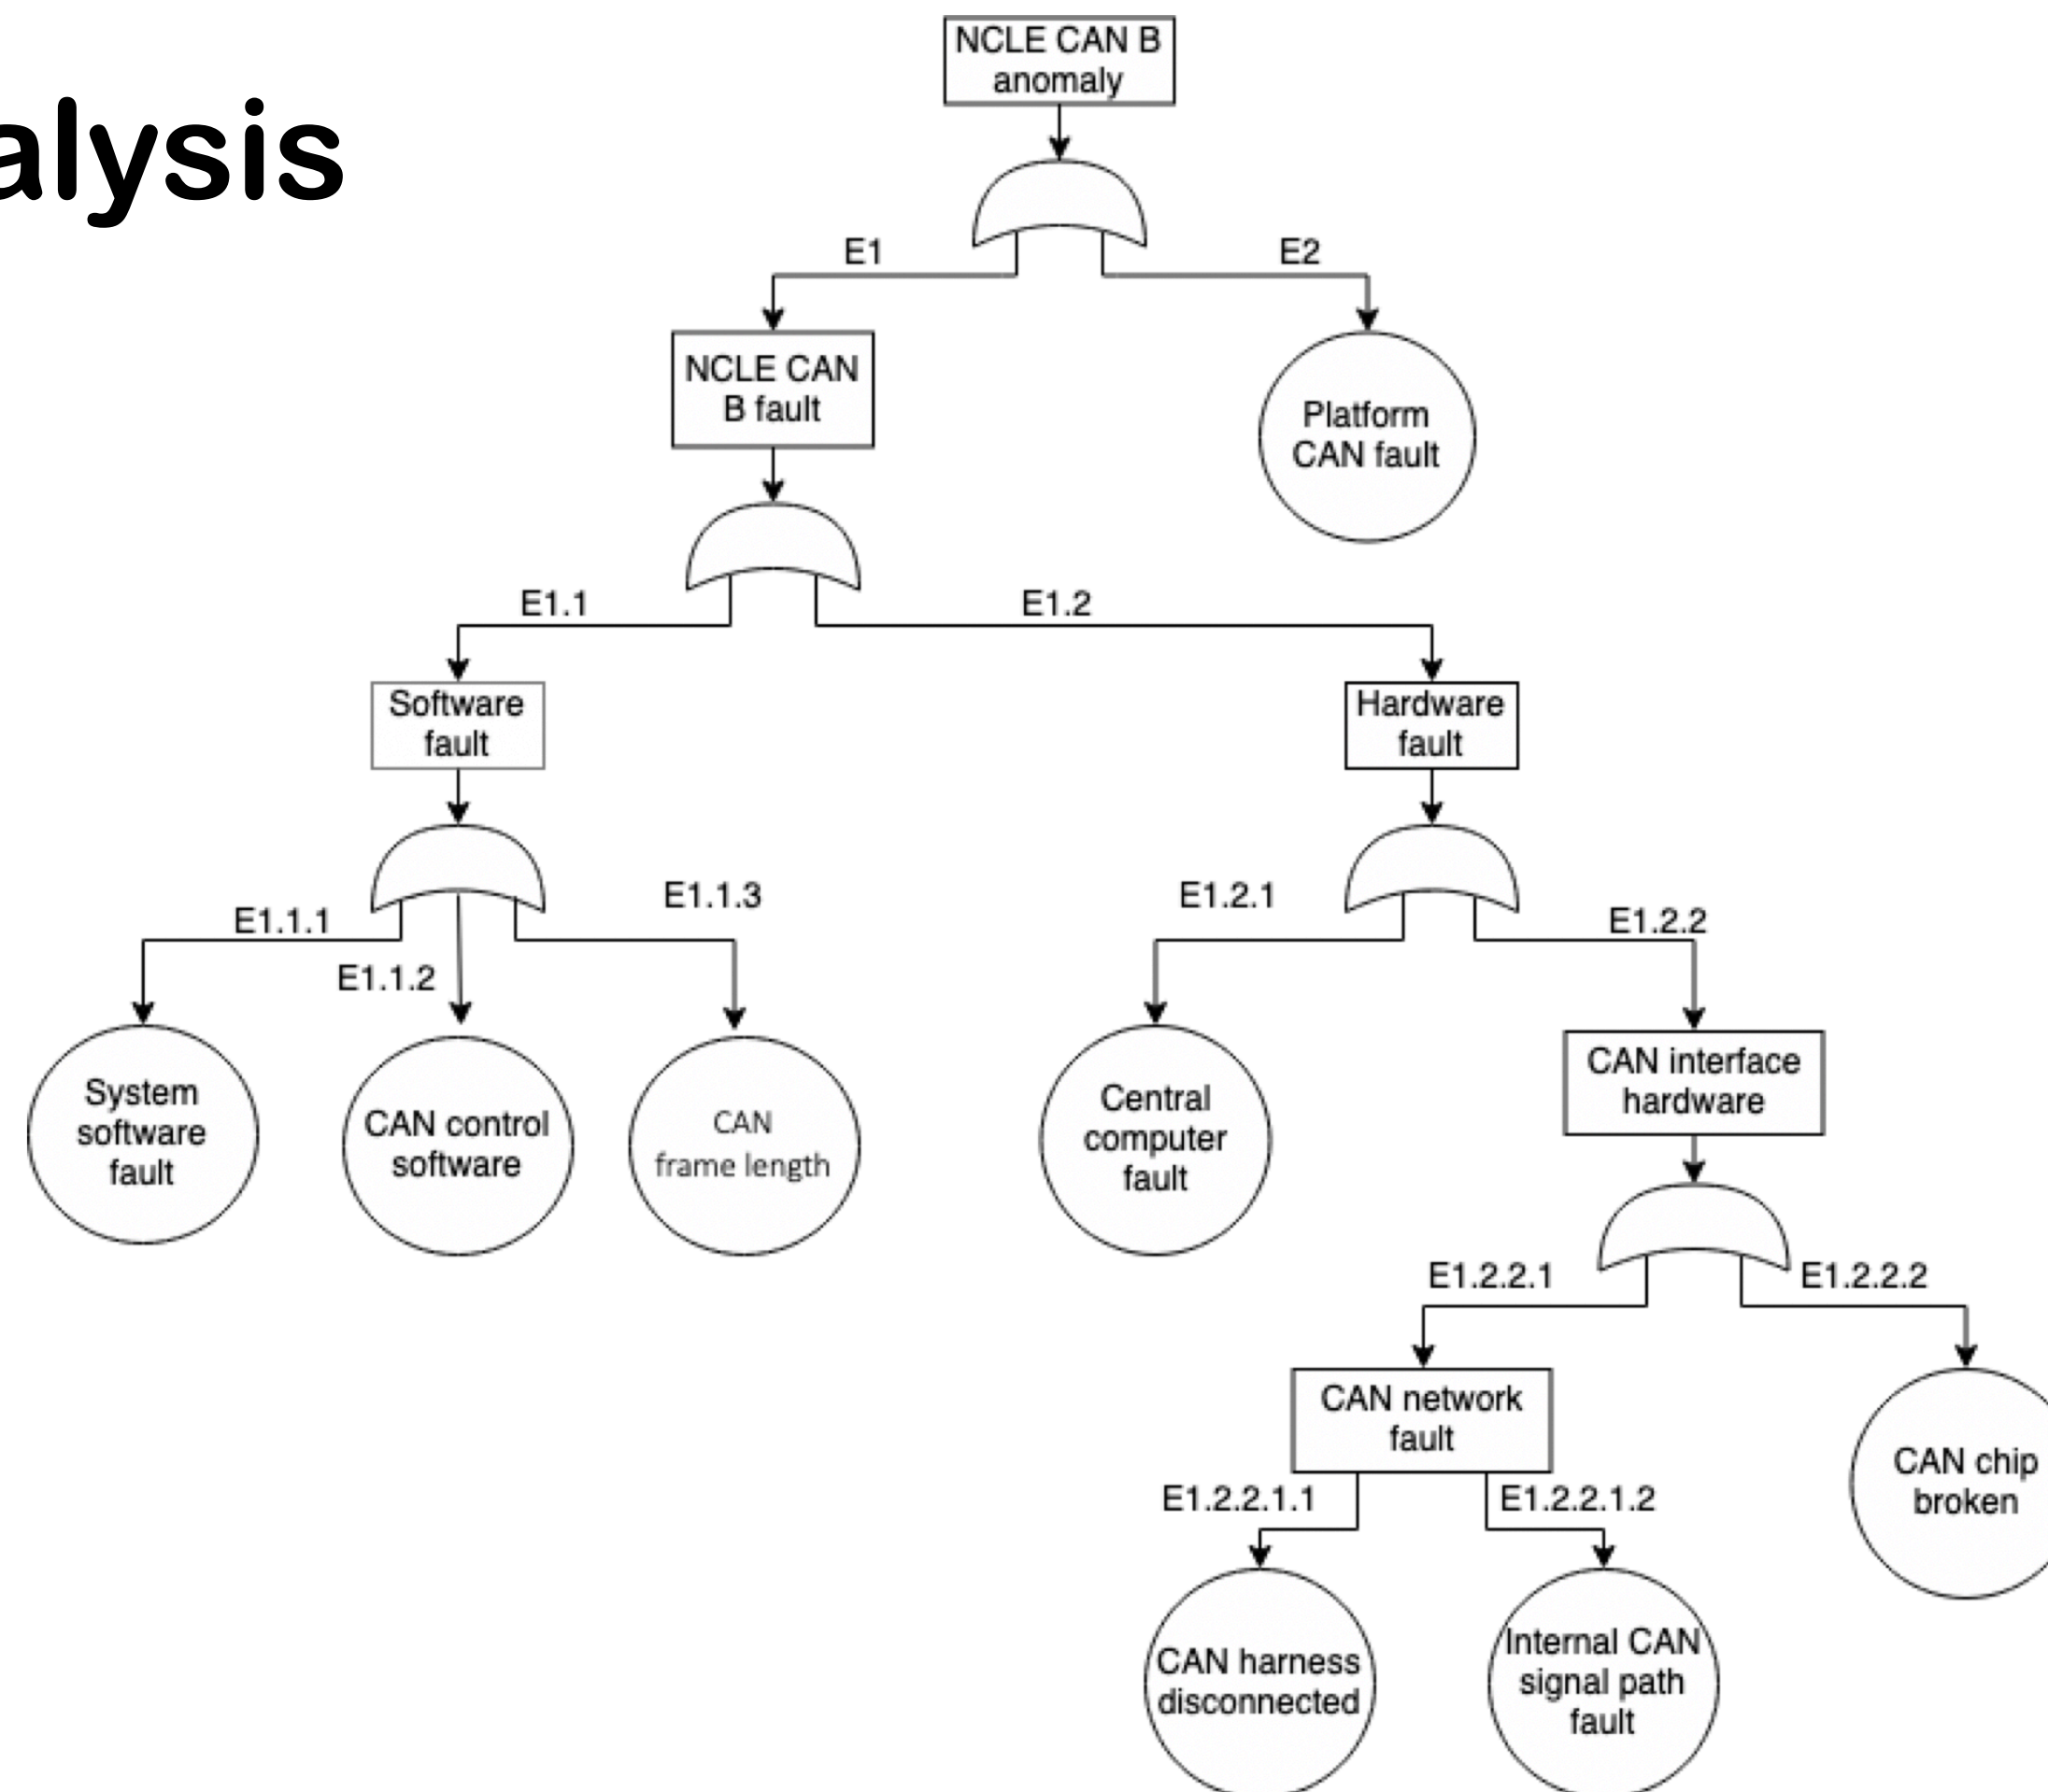 alysis
NCLE CAN B
anomaly
E1
E2
NCLE CAN
B fault
Platform
CAN fault
E1.1
E1.2
Software
fault
Hardware
fault
E1.1.1
E1.1.2
E1.1.3
E1.2.1
E1.2.2
System
software
fault
CAN control
software
CAN
frame length
Central
computer
fault
CAN interface
hardware
E1.2.2.1
E1.2.2.2
CAN network
fault
CAN chip
broken
E1.2.2.1.1
E1.2.2.1.2
CAN harness
disconnected
Internal CAN
signal path
fault